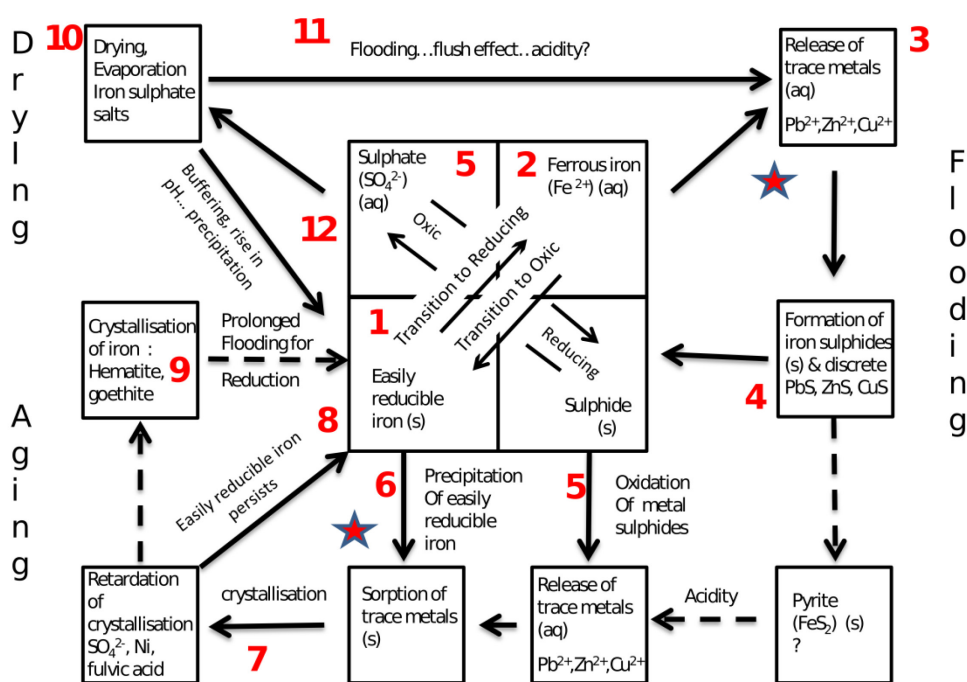 Drying
10
Drying,
Evaporation
Iron sulphate
salts
11
Flooding...flush effect..acidity?
3
Release of
trace metals
(aq)
Pb²⁺,Zn²⁺,Cu²⁺
Flooding
Buffering, rise in
pH... precipitation
12
Sulphate
(SO₄²⁻)
(aq)
5
Oxic
2
Ferrous iron
(Fe ²⁺) (aq)
Transition to Reducing
Transition to Oxic
1
Easily
reducible
iron (s)
Reducing
Sulphide
(s)
Formation of
iron sulphides
(s) & discrete
PbS, ZnS, CuS
4
Crystallisation
of iron :
Hematite,
goethite
9
Prolonged
Flooding for
Reduction
8
Aging
Easily reducible iron
persists
6
Precipitation
Of easily
reducible
iron
5
Oxidation
Of metal
sulphides
Retardation
of
crystallisation
SO₄²⁻, Ni,
fulvic acid
crystallisation
7
Sorption of
trace metals
(s)
Release of
trace metals
(aq)
Pb²⁺,Zn²⁺,Cu²⁺
Acidity
Pyrite
(FeS₂) (s)
?